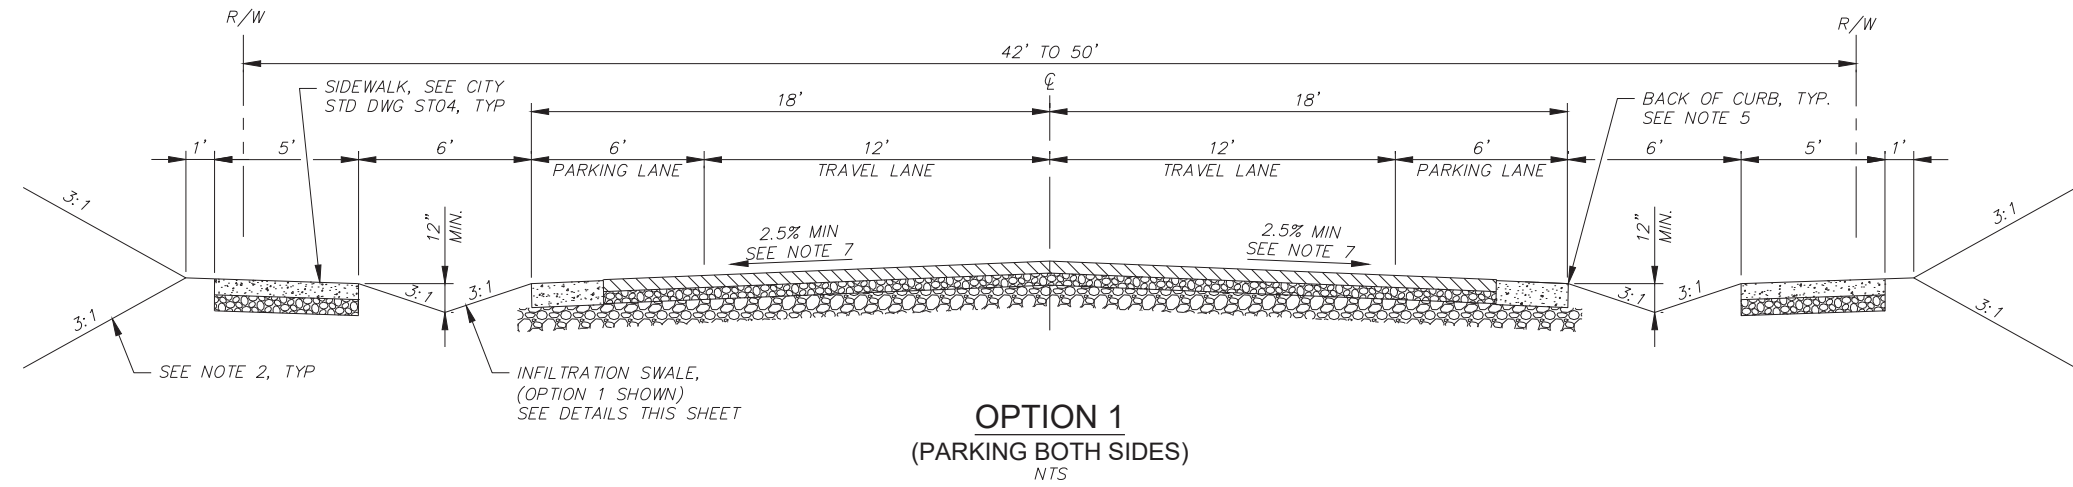 R/W
R/W
42' TO 50'
SIDEWALK, SEE CITY
STD DWG ST04, TYP
℄
18'
18'
BACK OF CURB, TYP.
SEE NOTE 5
1'
5'
6'
6'
12'
12'
6'
6'
5'
1'
PARKING LANE
TRAVEL LANE
TRAVEL LANE
PARKING LANE
3:1
12"
MIN.
2.5% MIN
SEE NOTE 7
2.5% MIN
SEE NOTE 7
12"
MIN.
3:1
3:1
3:1
3:1
3:1
3:1
3:1
SEE NOTE 2, TYP
INFILTRATION SWALE,
(OPTION 1 SHOWN)
SEE DETAILS THIS SHEET
OPTION 1
(PARKING BOTH SIDES)
NTS